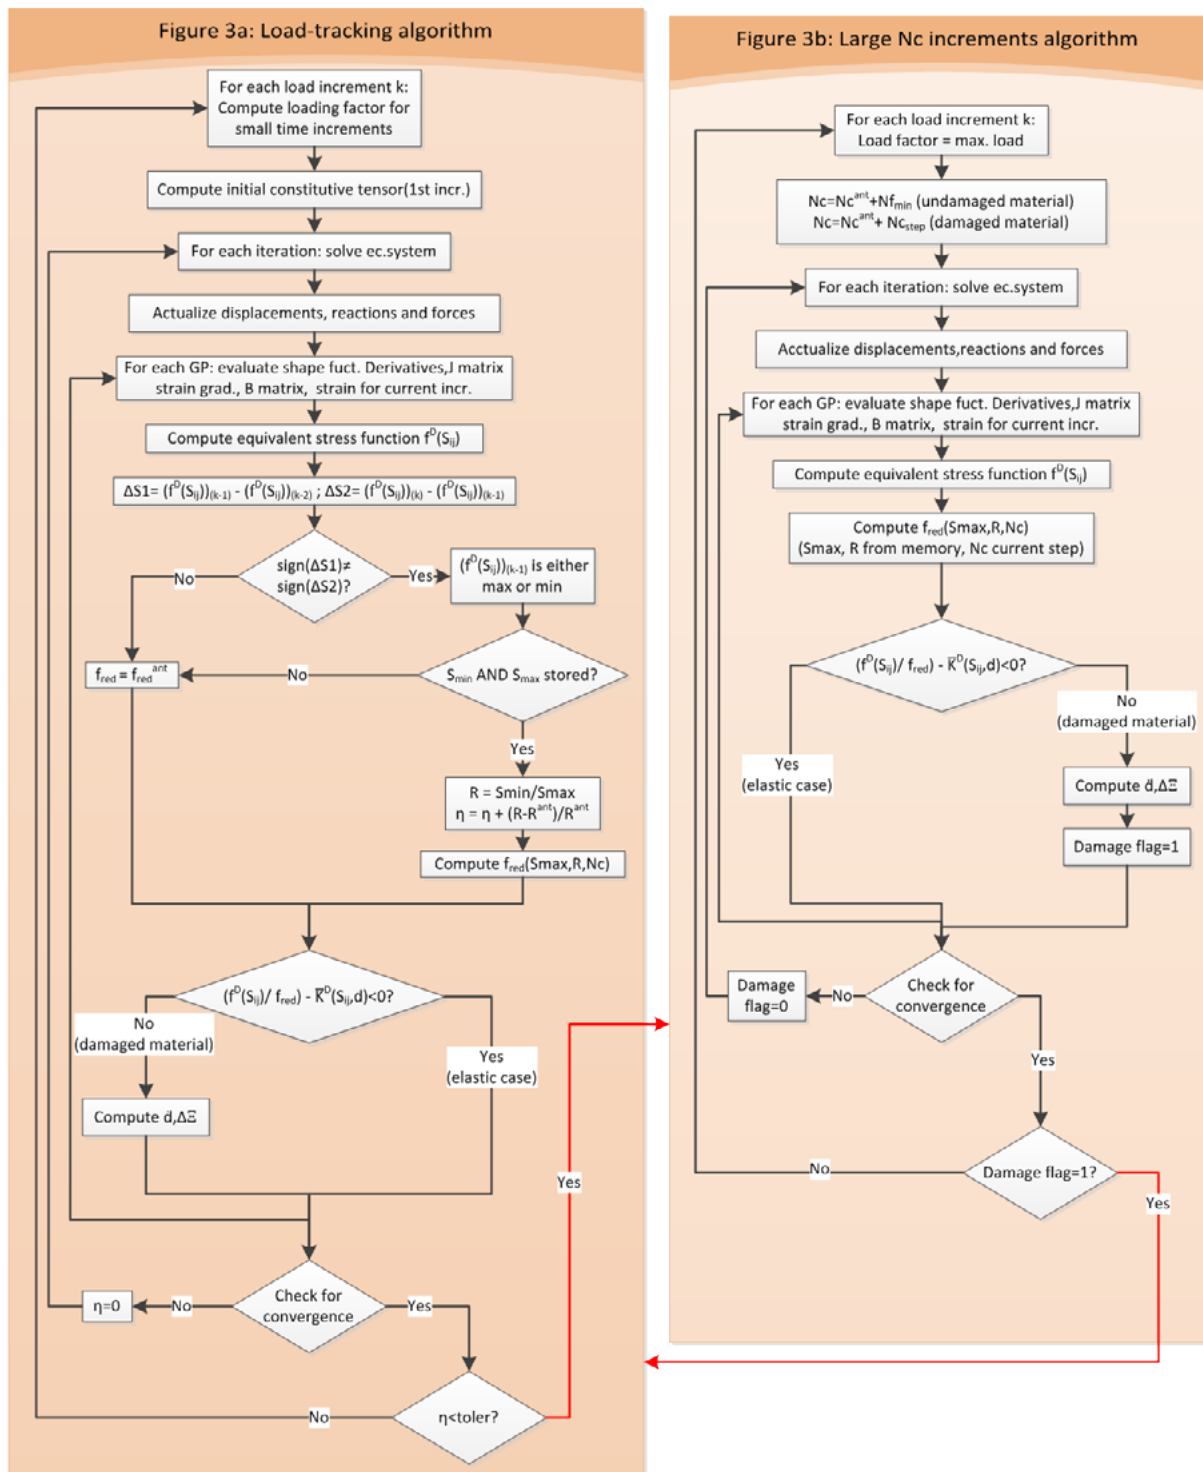 Figure 3a: Load-tracking algorithm
For each load increment k:
Compute loading factor for
small time increments
Compute initial constitutive tensor(1st incr.)
For each iteration: solve ec.system
Actualize displacements, reactions and forces
For each GP: evaluate shape fuct. Derivatives,J matrix
strain grad., B matrix, strain for current incr.
Compute equivalent stress function f^D(S_ij)
ΔS1= (f^D(S_ij))_(k-1) - (f^D(S_ij))_(k-2) ; ΔS2= (f^D(S_ij))_(k) - (f^D(S_ij))_(k-1)
sign(ΔS1)≠
sign(ΔS2)?
No
Yes
(f^D(S_ij))_(k-1) is either
max or min
f_red = f_red^ant
No
S_min AND S_max stored?
Yes
R = Smin/Smax
η = η + (R-R^ant)/R^ant
Compute f_red(Smax,R,Nc)
(f^D(S_ij)/ f_red) - K̅^D(S_ij,d)<0?
No
(damaged material)
Yes
(elastic case)
Compute ḋ,ΔΞ
Check for
convergence
η=0
No
Yes
η<toler?
No
Yes
Figure 3b: Large Nc increments algorithm
For each load increment k:
Load factor = max. load
Nc=Nc^ant+Nf_min (undamaged material)
Nc=Nc^ant+ Nc_step (damaged material)
For each iteration: solve ec.system
Acctualize displacements,reactions and forces
For each GP: evaluate shape fuct. Derivatives,J matrix
strain grad., B matrix, strain for current incr.
Compute equivalent stress function f^D(S_ij)
Compute f_red(Smax,R,Nc)
(Smax, R from memory, Nc current step)
(f^D(S_ij)/ f_red) - K̅^D(S_ij,d)<0?
No
(damaged material)
Yes
(elastic case)
Compute ḋ,ΔΞ
Damage flag=1
Check for
convergence
Damage
flag=0
No
Yes
Damage flag=1?
No
Yes